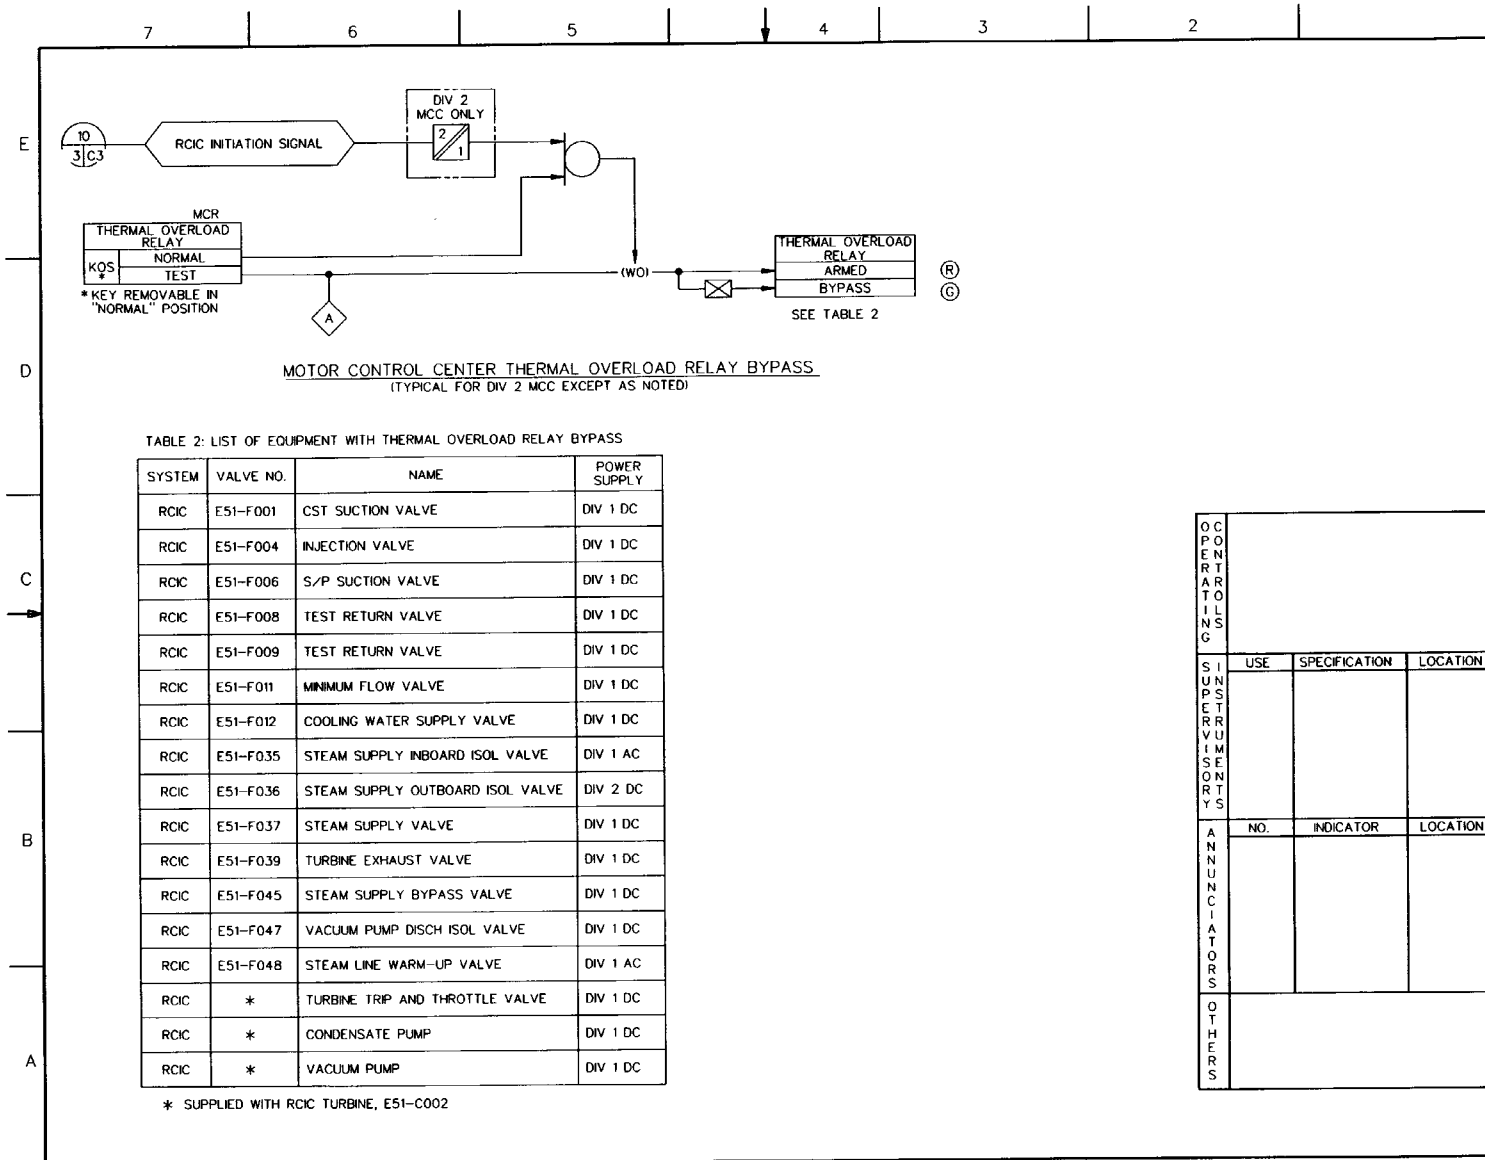 7 6 5 4 3 2
E
D
C
B
A
10
3 C3
RCIC INITIATION SIGNAL
DIV 2
MCC ONLY
2
1
MCR
THERMAL OVERLOAD
RELAY
KOS
*
NORMAL
TEST
* KEY REMOVABLE IN
"NORMAL" POSITION
A
(WO)
THERMAL OVERLOAD
RELAY
ARMED
BYPASS
R
G
SEE TABLE 2
MOTOR CONTROL CENTER THERMAL OVERLOAD RELAY BYPASS
(TYPICAL FOR DIV 2 MCC EXCEPT AS NOTED)
TABLE 2: LIST OF EQUIPMENT WITH THERMAL OVERLOAD RELAY BYPASS
SYSTEM VALVE NO. NAME POWER SUPPLY
RCIC E51-F001 CST SUCTION VALVE DIV 1 DC
RCIC E51-F004 INJECTION VALVE DIV 1 DC
RCIC E51-F006 S/P SUCTION VALVE DIV 1 DC
RCIC E51-F008 TEST RETURN VALVE DIV 1 DC
RCIC E51-F009 TEST RETURN VALVE DIV 1 DC
RCIC E51-F011 MINIMUM FLOW VALVE DIV 1 DC
RCIC E51-F012 COOLING WATER SUPPLY VALVE DIV 1 DC
RCIC E51-F035 STEAM SUPPLY INBOARD ISOL VALVE DIV 1 AC
RCIC E51-F036 STEAM SUPPLY OUTBOARD ISOL VALVE DIV 2 DC
RCIC E51-F037 STEAM SUPPLY VALVE DIV 1 DC
RCIC E51-F039 TURBINE EXHAUST VALVE DIV 1 DC
RCIC E51-F045 STEAM SUPPLY BYPASS VALVE DIV 1 DC
RCIC E51-F047 VACUUM PUMP DISCH ISOL VALVE DIV 1 DC
RCIC E51-F048 STEAM LINE WARM-UP VALVE DIV 1 AC
RCIC * TURBINE TRIP AND THROTTLE VALVE DIV 1 DC
RCIC * CONDENSATE PUMP DIV 1 DC
RCIC * VACUUM PUMP DIV 1 DC
* SUPPLIED WITH RCIC TURBINE, E51-C002
OPERATING
CONTROLS
SUPERVISORY
INSTRUMENTS
USE SPECIFICATION LOCATION
ANNUNCIATORS
NO. INDICATOR LOCATION
OTHERS